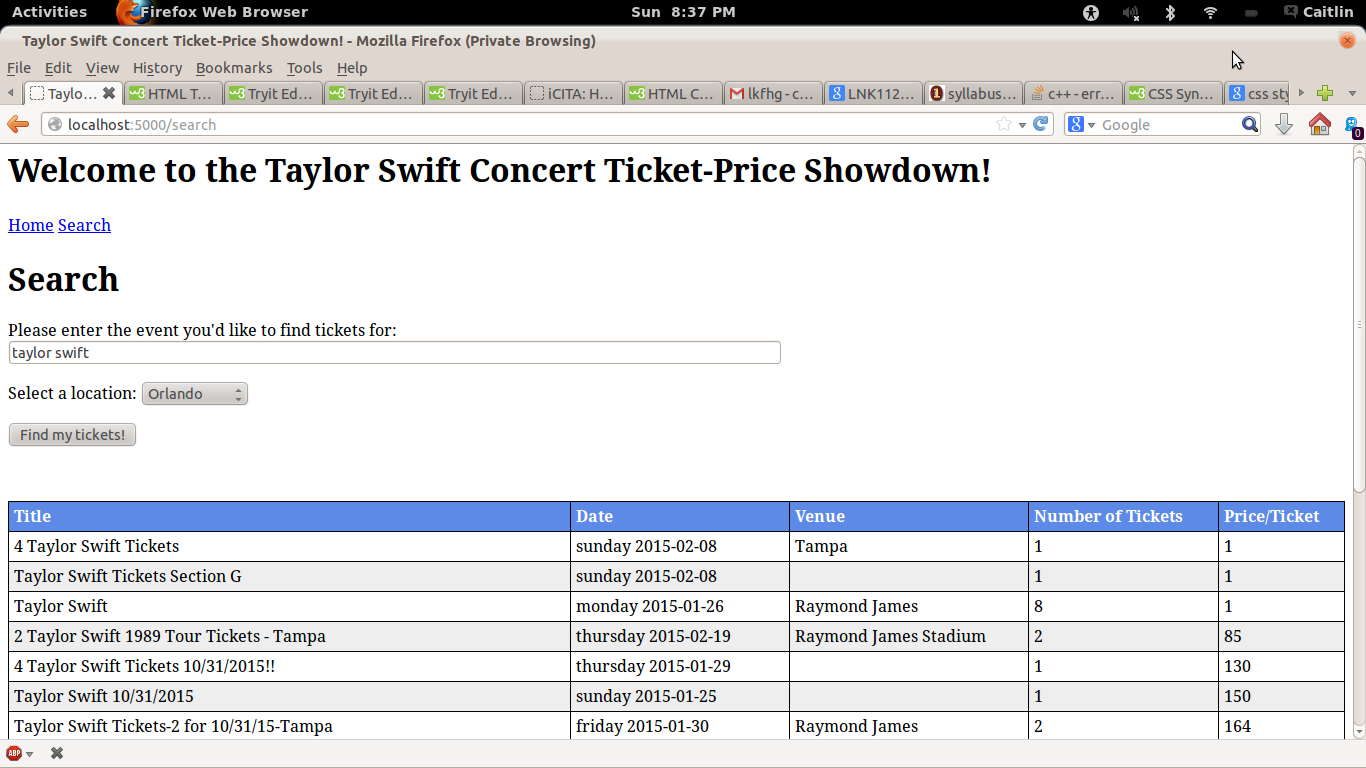 Activities Firefox Web Browser Sun 8:37 PM Caitlin
Taylor Swift Concert Ticket-Price Showdown! - Mozilla Firefox (Private Browsing)
File Edit View History Bookmarks Tools Help
Taylo... HTML T... Tryit Ed... Tryit Ed... Tryit Ed... iCITA: H... HTML C... lkfhg - c... LNK112... syllabus... c++ - err... CSS Syn... css sty
localhost:5000/search Google 0
Welcome to the Taylor Swift Concert Ticket-Price Showdown!
Home Search
Search
Please enter the event you'd like to find tickets for:
taylor swift
Select a location: Orlando
Find my tickets!
Title Date Venue Number of Tickets Price/Ticket
4 Taylor Swift Tickets sunday 2015-02-08 Tampa 1 1
Taylor Swift Tickets Section G sunday 2015-02-08 1 1
Taylor Swift monday 2015-01-26 Raymond James 8 1
2 Taylor Swift 1989 Tour Tickets - Tampa thursday 2015-02-19 Raymond James Stadium 2 85
4 Taylor Swift Tickets 10/31/2015!! thursday 2015-01-29 1 130
Taylor Swift 10/31/2015 sunday 2015-01-25 1 150
Taylor Swift Tickets-2 for 10/31/15-Tampa friday 2015-01-30 Raymond James 2 164
ABP